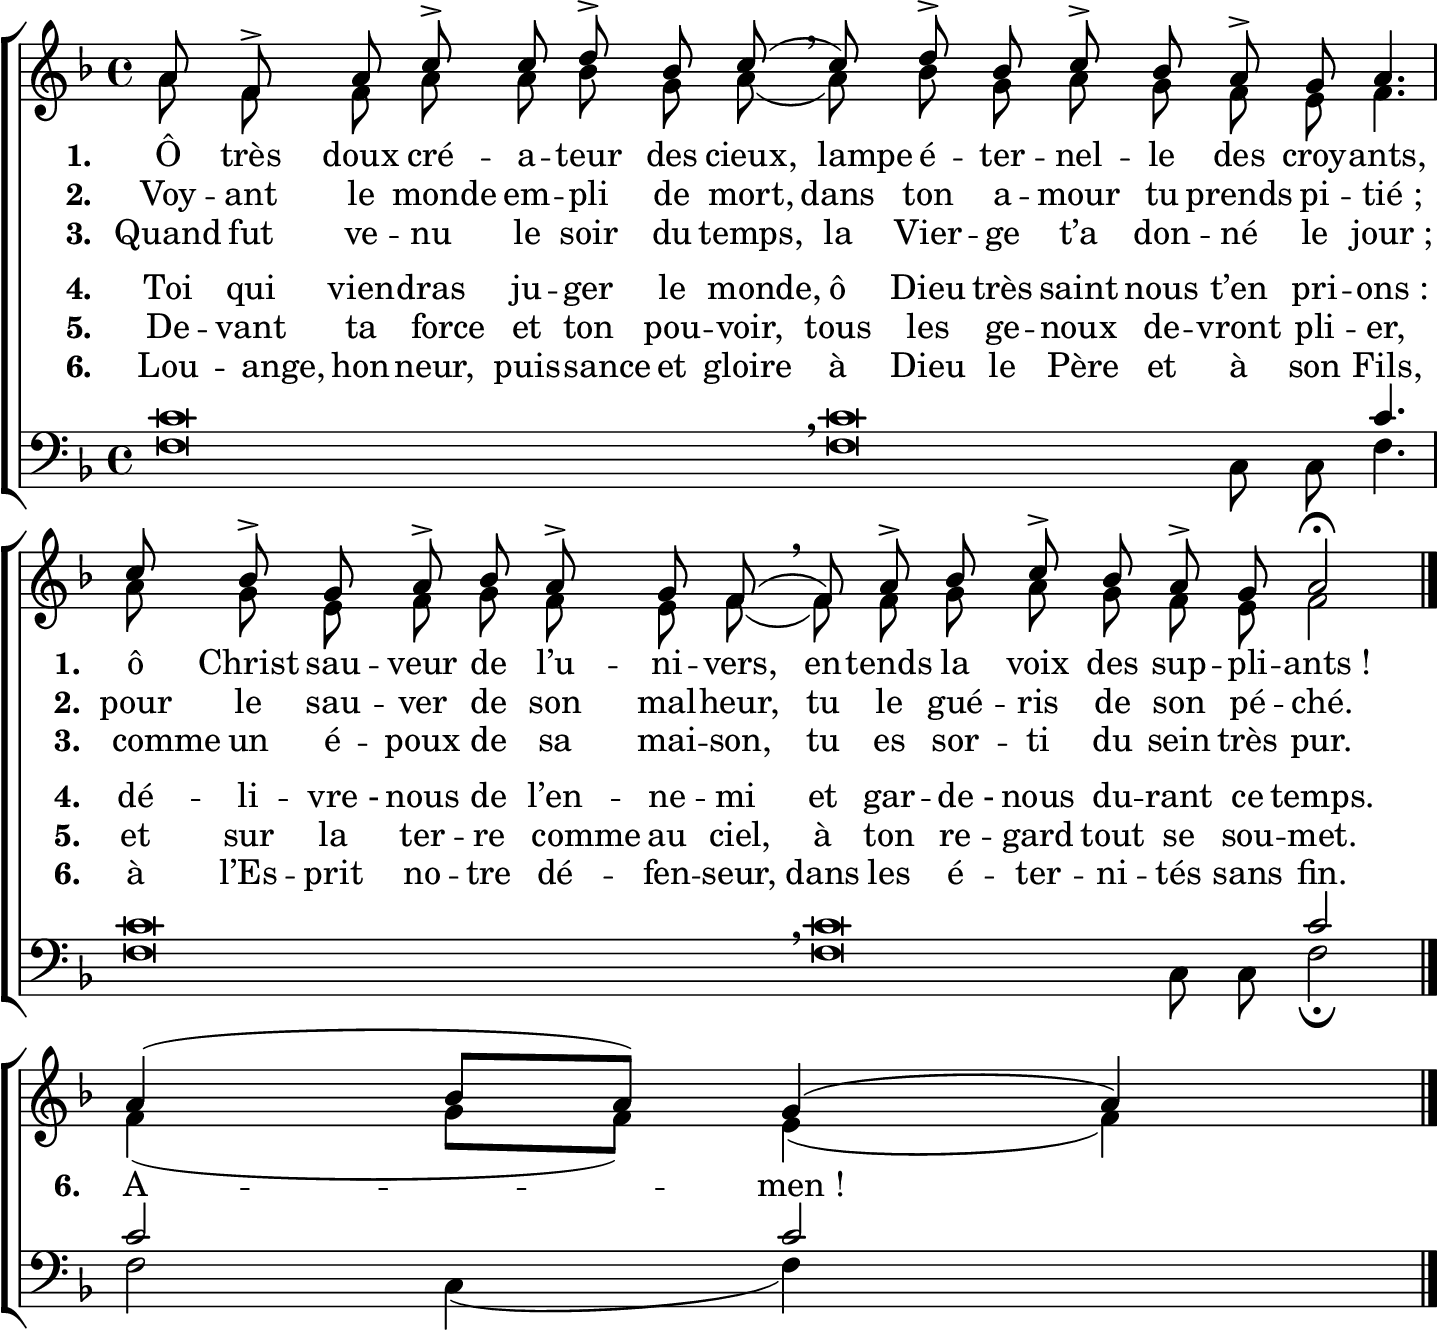 1. Ô très doux cré -- a -- teur des cieux, lampe é -- ter -- nel -- le des croyants,
2. Voy -- ant le monde em -- pli de mort, dans ton a -- mour tu prends pi -- tié ;
3. Quand fut ve -- nu le soir du temps, la Vier -- ge t’a don -- né le jour ;
4. Toi qui viendras ju -- ger le monde, ô Dieu très saint nous t’en pri -- ons :
5. De -- vant ta force et ton pou -- voir, tous les ge -- noux de -- vront pli -- er,
6. Lou -- ange, hon -- neur, puis -- sance et gloire à Dieu le Père et à son Fils,
1. ô Christ sau -- veur de l’u -- ni -- vers, entends la voix des sup -- pli -- ants !
2. pour le sau -- ver de son malheur, tu le gué -- ris de son pé -- ché.
3. comme un é -- poux de sa mai -- son, tu es sor -- ti du sein très pur.
4. dé -- li -- vre - nous de l’en -- ne -- mi et gar -- de - nous du -- rant ce temps.
5. et sur la ter -- re comme au ciel, à ton re -- gard tout se sou -- met.
6. à l’Es -- prit no -- tre dé -- fen -- seur, dans les é -- ter -- ni -- tés sans fin.
6. A -- -- -- -- men !